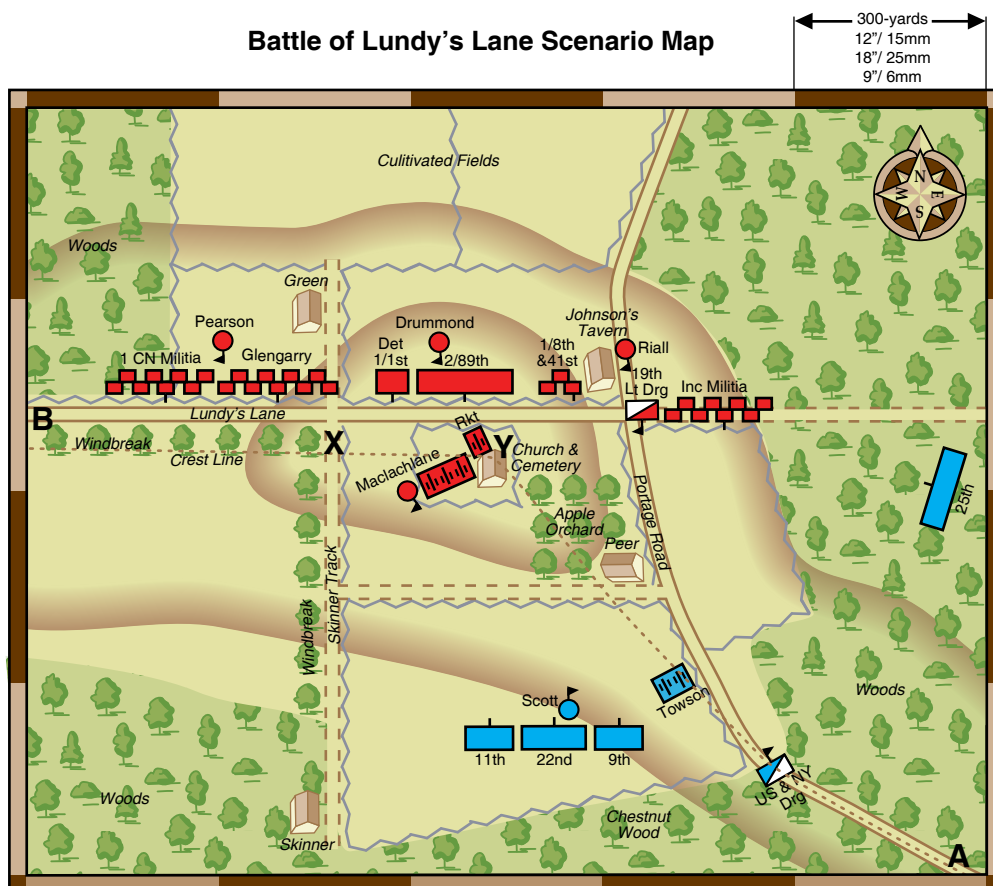 300-yards
12”/ 15mm
18”/ 25mm
9”/ 6mm
Battle of Lundy’s Lane Scenario Map
Culitivated Fields
N
E
S
W
Woods
Green
Pearson
Drummond
Johnson’s
Tavern
Riall
1 CN Militia
Glengarry
Det
1/1st
2/89th
1/8th
&41st
19th
Lt Drg
Inc Militia
B
Lundy’s Lane
Windbreak
Crest Line
X
Rkt
Y
Church &
Cemetery
Maclachlane
25th
Apple
Orchard
Portage Road
Peer
Skinner Track
Windbreak
Scott
Towson
Woods
11th
22nd
9th
US & NY
Drg
Woods
Chestnut
Wood
Skinner
A